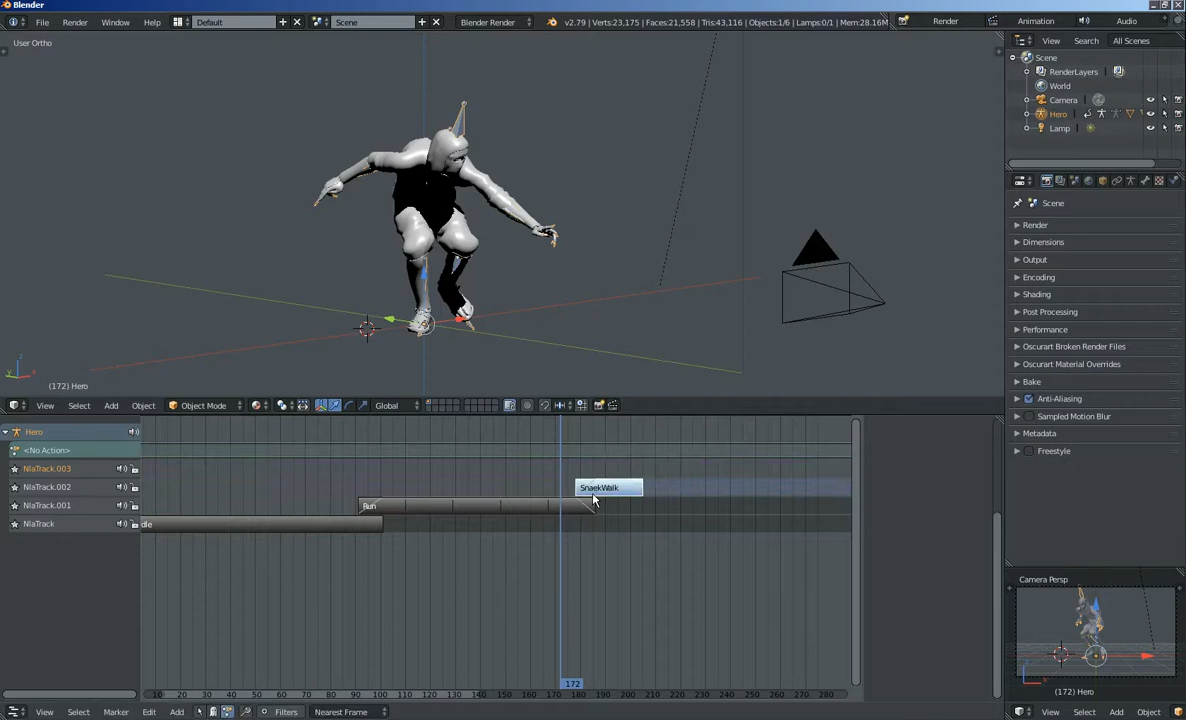 Blender
File Render Window Help Default Scene Blender Render v2.79 | Verts:23,175 | Faces:21,558 | Tris:43,116 | Objects:1/6 | Lamps:0/1 | Mem:28.16M Render Animation Audio
User Ortho
View Search All Scenes
Scene
RenderLayers
World
Camera
Hero
Lamp
Scene
Render
Dimensions
Output
Encoding
Shading
Post Processing
Performance
Oscurart Render Files
Oscurart Material Overrides
Bake
Anti-Aliasing
Sampled Motion Blur
Metadata
Freestyle
z
y x
(172) Hero
View Select Add Object Object Mode Global
Hero
<No Action>
NlaTrack.003
NlaTrack.002 SnaekWalk
NlaTrack.001 Run
NlaTrack dle
172
10 20 30 40 50 60 70 80 90 100 110 120 130 140 150 160 170 180 190 200 210 220 230 240 250 260 270 280
View Select Marker Edit Add Filters Nearest Frame
Camera Persp
(172) Hero
View Select Add Object